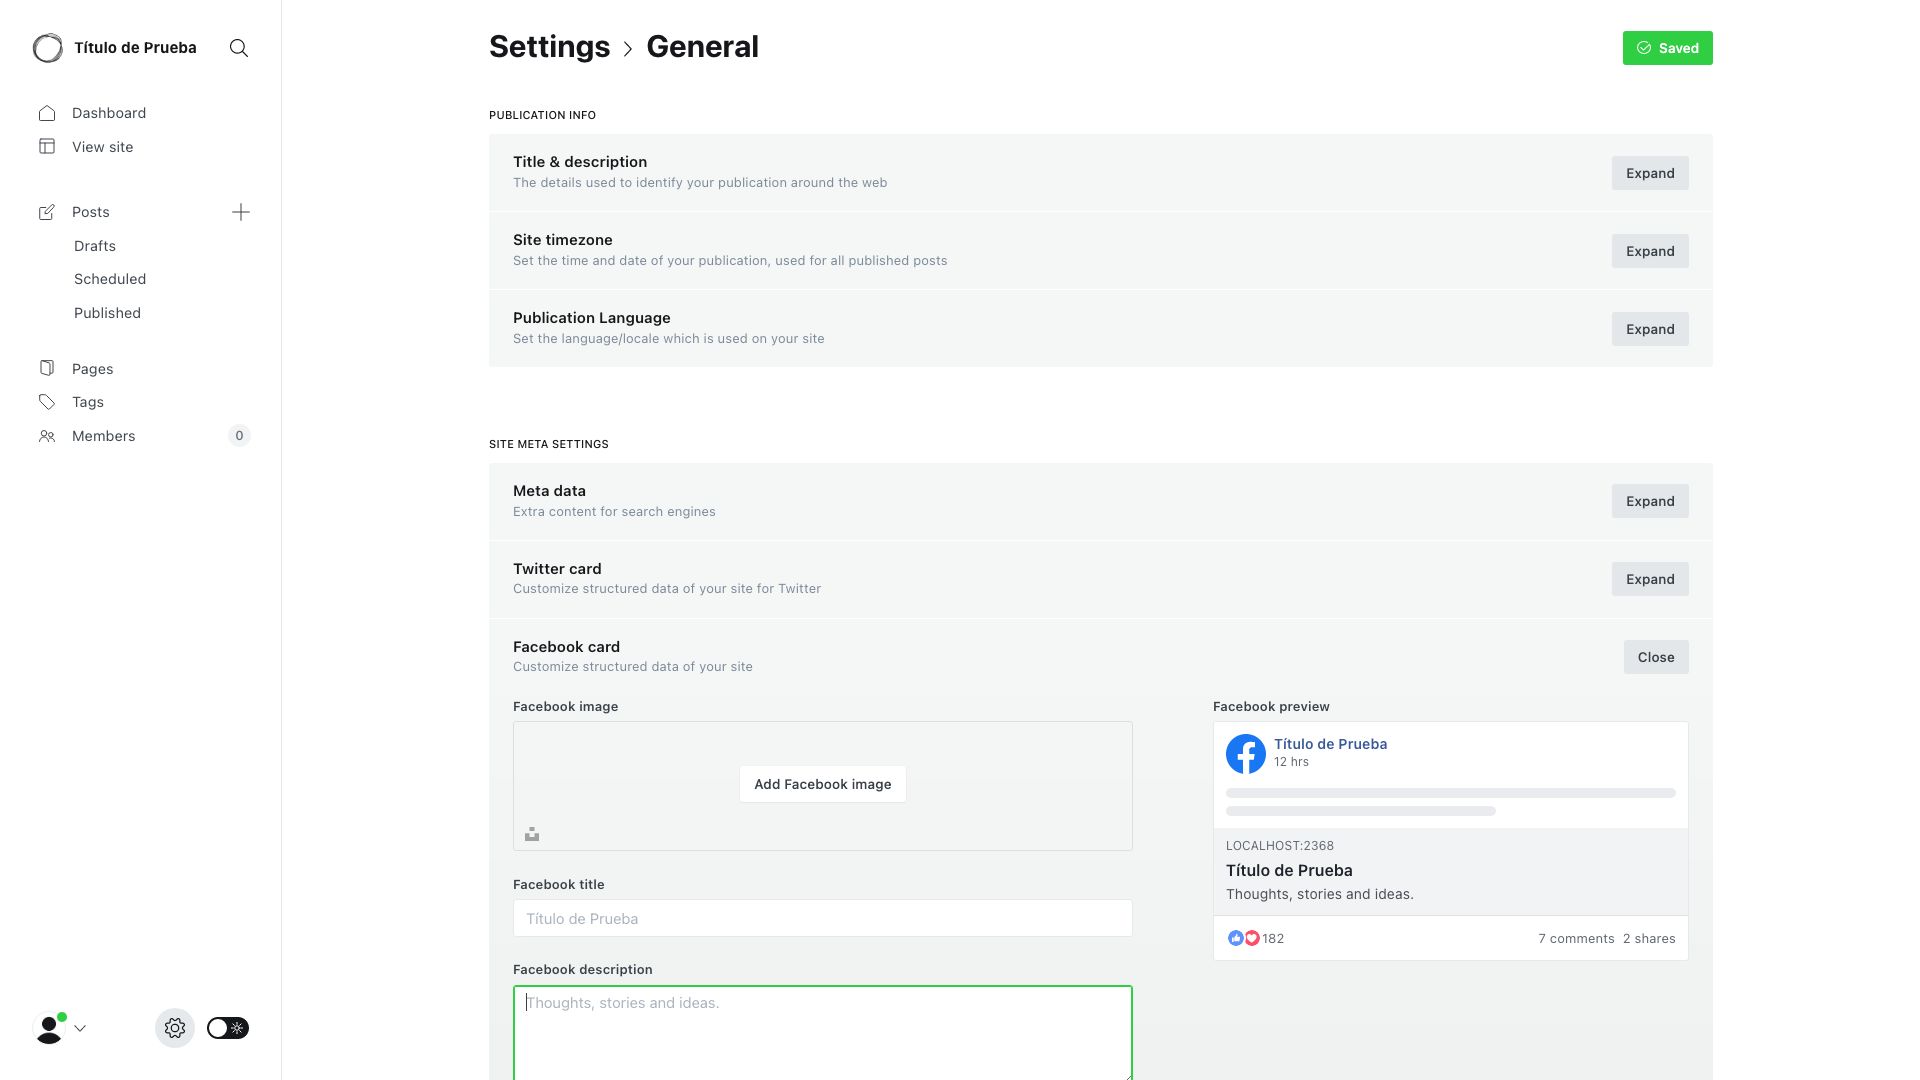 Título de Prueba
Dashboard
View site
Posts
Drafts
Scheduled
Published
Pages
Tags
Members 0
Settings > General
Saved
PUBLICATION INFO
Title & description
The details used to identify your publication around the web
Expand
Site timezone
Set the time and date of your publication, used for all published posts
Expand
Publication Language
Set the language/locale which is used on your site
Expand
SITE META SETTINGS
Meta data
Extra content for search engines
Expand
Twitter card
Customize structured data of your site for Twitter
Expand
Facebook card
Customize structured data of your site
Close
Facebook image
Add Facebook image
Facebook title
Título de Prueba
Facebook description
Thoughts, stories and ideas.
Facebook preview
Título de Prueba
12 hrs
LOCALHOST:2368
Título de Prueba
Thoughts, stories and ideas.
182 7 comments 2 shares